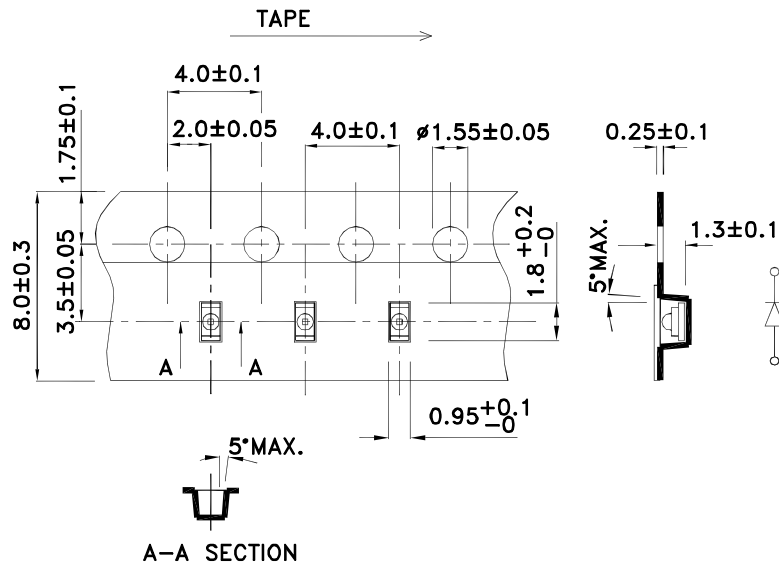 TAPE
4.0±0.1
1.75±0.1
2.0±0.05
4.0±0.1
ø1.55±0.05
0.25±0.1
8.0±0.3
3.5±0.05
1.8 +0.2 -0
5°MAX.
1.3±0.1
A
A
0.95 +0.1 -0
5°MAX.
A-A SECTION